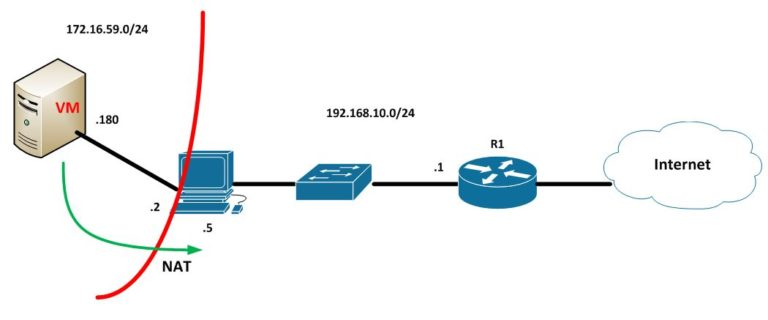 172.16.59.0/24
VM
.180
192.168.10.0/24
R1
.1
Internet
.2
.5
NAT